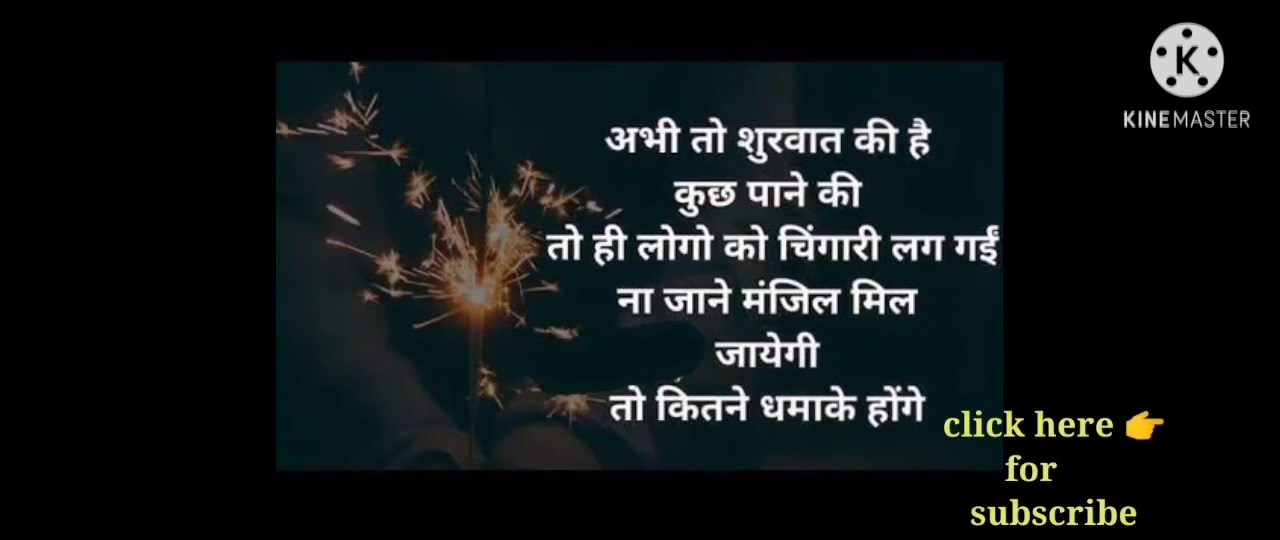 KINEMASTER
अभी तो शुरवात की है
कुछ पाने की
तो ही लोगो को चिंगारी लग गईं
ना जाने मंजिल मिल
जायेगी
तो कितने धमाके होंगे
click here 👉
for
subscribe